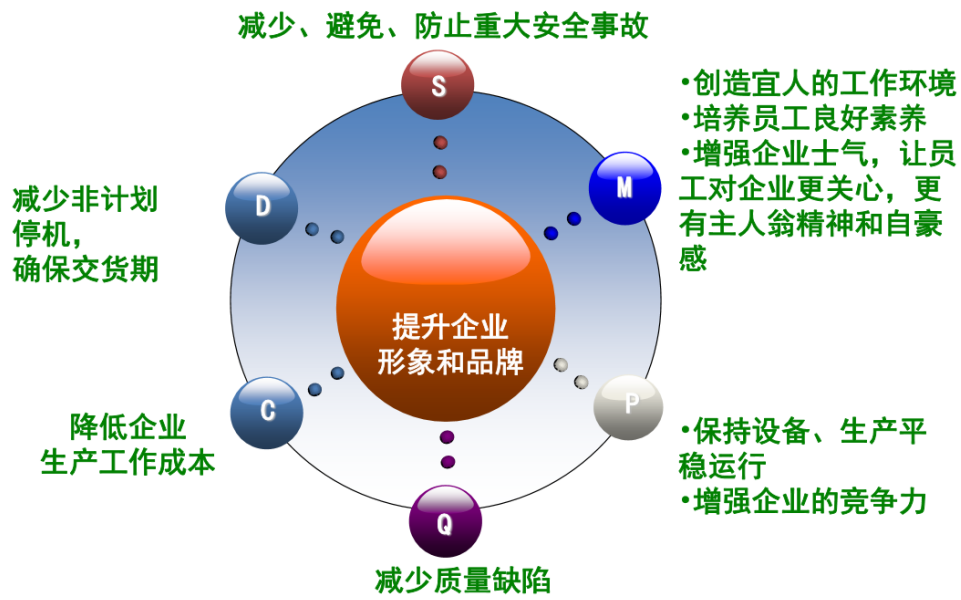 减少、避免、防止重大安全事故
S
•创造宜人的工作环境
•培养员工良好素养
•增强企业士气，让员
工对企业更关心，更
有主人翁精神和自豪
感
M
D
减少非计划
停机，
确保交货期
提升企业
形象和品牌
C
降低企业
生产工作成本
P
•保持设备、生产平
稳运行
•增强企业的竞争力
Q
减少质量缺陷